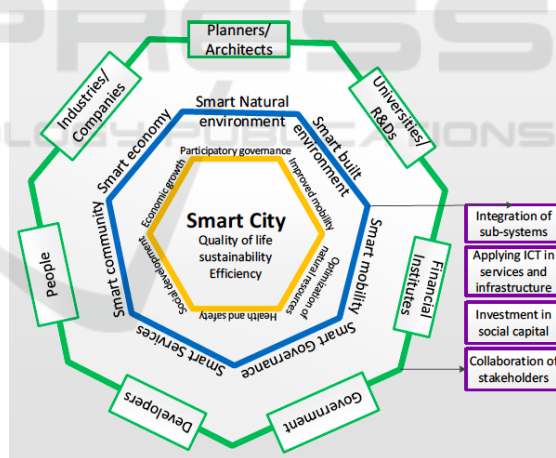 PRESS
OLOGY PUBLICATIONS
Planners/
Architects
Industries/
Companies
Universities/
R&Ds
People
Financial
Institutes
Developers
Government
Smart Natural
environment
Smart built
environment
Smart economy
Smart mobility
Smart community
Smart Governance
Smart Services
Participatory governance
Improved mobility
Economic growth
Optimization of
natural resources
Social development
Health and safety
Smart City
Quality of life
sustainability
Efficiency
Integration of
sub-systems
Applying ICT in
services and
infrastructure
Investment in
social capital
Collaboration of
stakeholders